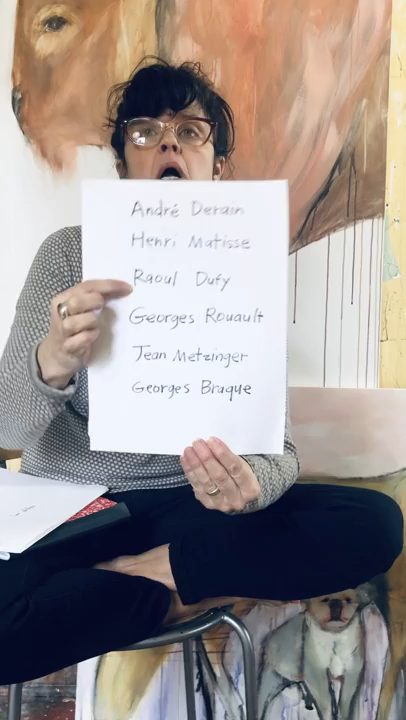 André Derain
Henri Matisse
Raoul Dufy
Georges Rouault
Jean Metzinger
Georges Braque